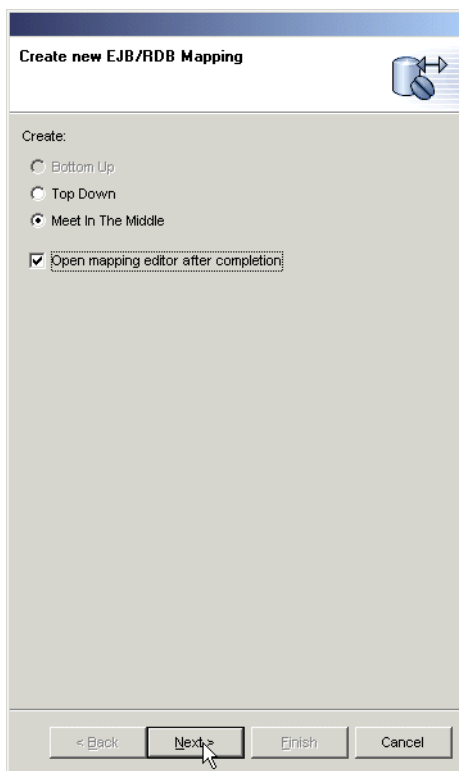 Create new EJB/RDB Mapping
Create:
Bottom Up
Top Down
Meet In The Middle
Open mapping editor after completion
< Back
Next >
Finish
Cancel